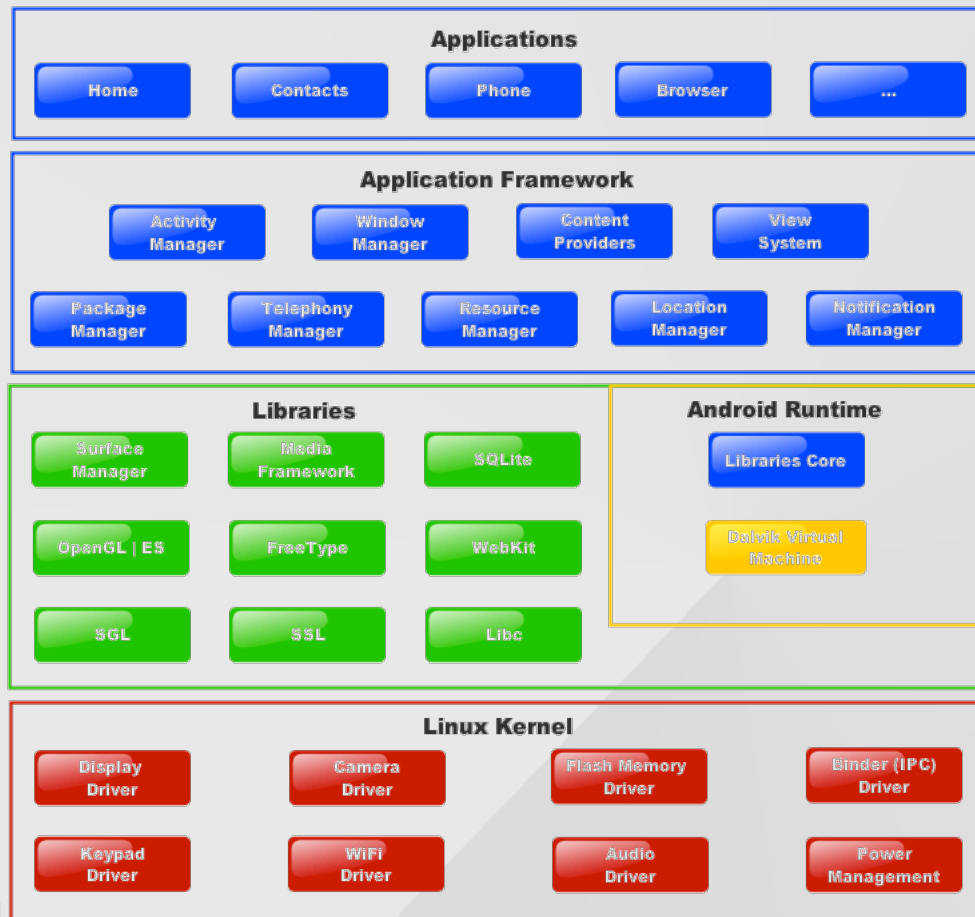 Applications
Home
Contacts
Phone
Browser
...
Application Framework
Activity
Manager
Window
Manager
Content
Providers
View
System
Package
Manager
Telephony
Manager
Resource
Manager
Location
Manager
Notification
Manager
Libraries
Surface
Manager
Media
Framework
SQLite
OpenGL | ES
FreeType
WebKit
SGL
SSL
Libc
Android Runtime
Libraries Core
Dalvik Virtual
Machine
Linux Kernel
Display
Driver
Camera
Driver
Flash Memory
Driver
Binder (IPC)
Driver
Keypad
Driver
WiFi
Driver
Audio
Driver
Power
Management